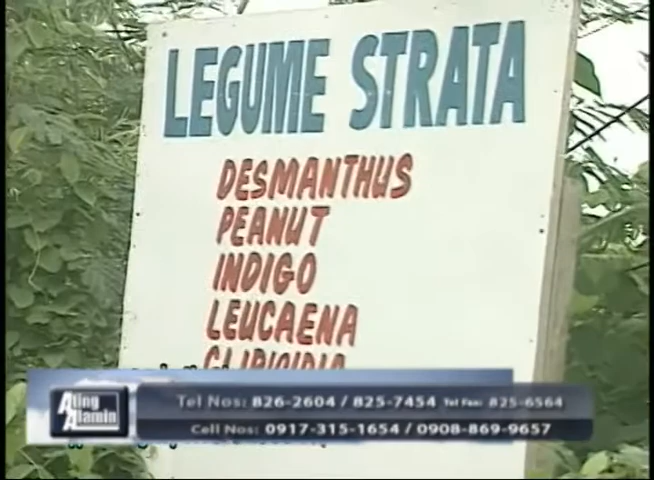 LEGUME STRATA
DESMANTHUS
PEANUT
INDIGO
LEUCAENA
Ating
Alamin
Tel Nos: 826-2604 / 825-7454 Tel Fax: 825-6564
Cell Nos: 0917-315-1654 / 0908-869-9657